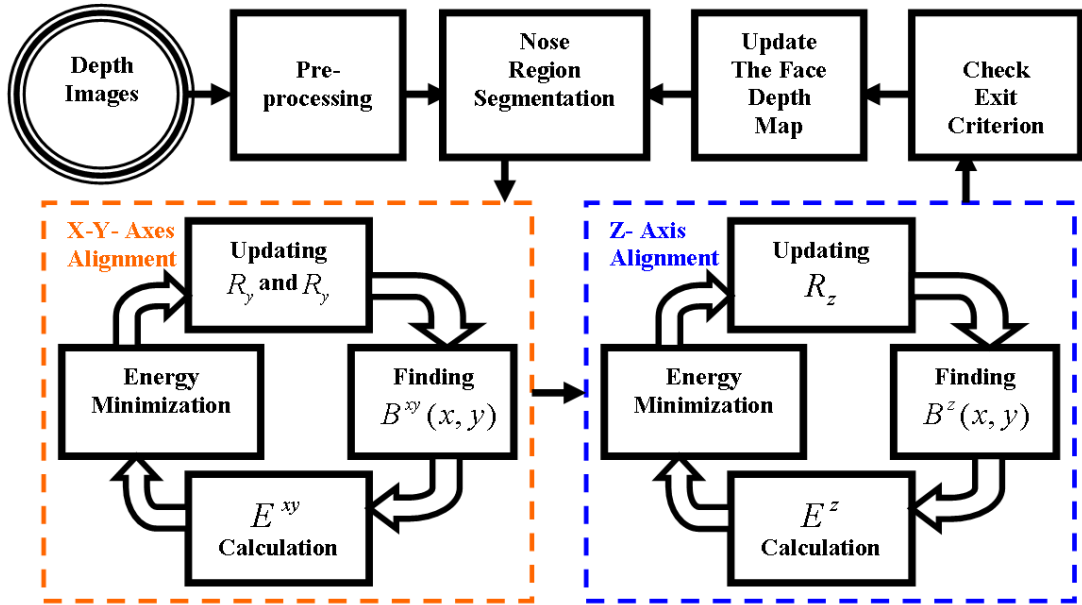 Depth
Images
Pre-
processing
Nose
Region
Segmentation
Update
The Face
Depth
Map
Check
Exit
Criterion
X-Y- Axes
Alignment
Updating
R_y and R_y
Energy
Minimization
Finding
B^{xy}(x, y)
E^{xy}
Calculation
Z- Axis
Alignment
Updating
R_z
Energy
Minimization
Finding
B^z(x, y)
E^z
Calculation